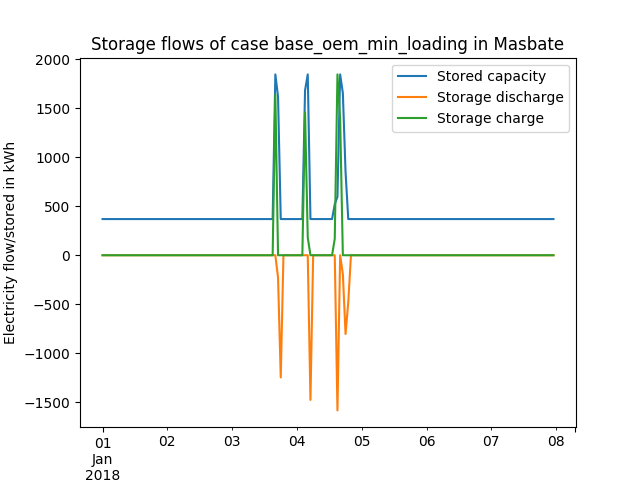 Storage flows of case base_oem_min_loading in Masbate
Stored capacity
Storage discharge
Storage charge
Electricity flow/stored in kWh
2000
1500
1000
500
0
−500
−1000
−1500
01
02
03
04
05
06
07
08
Jan
2018